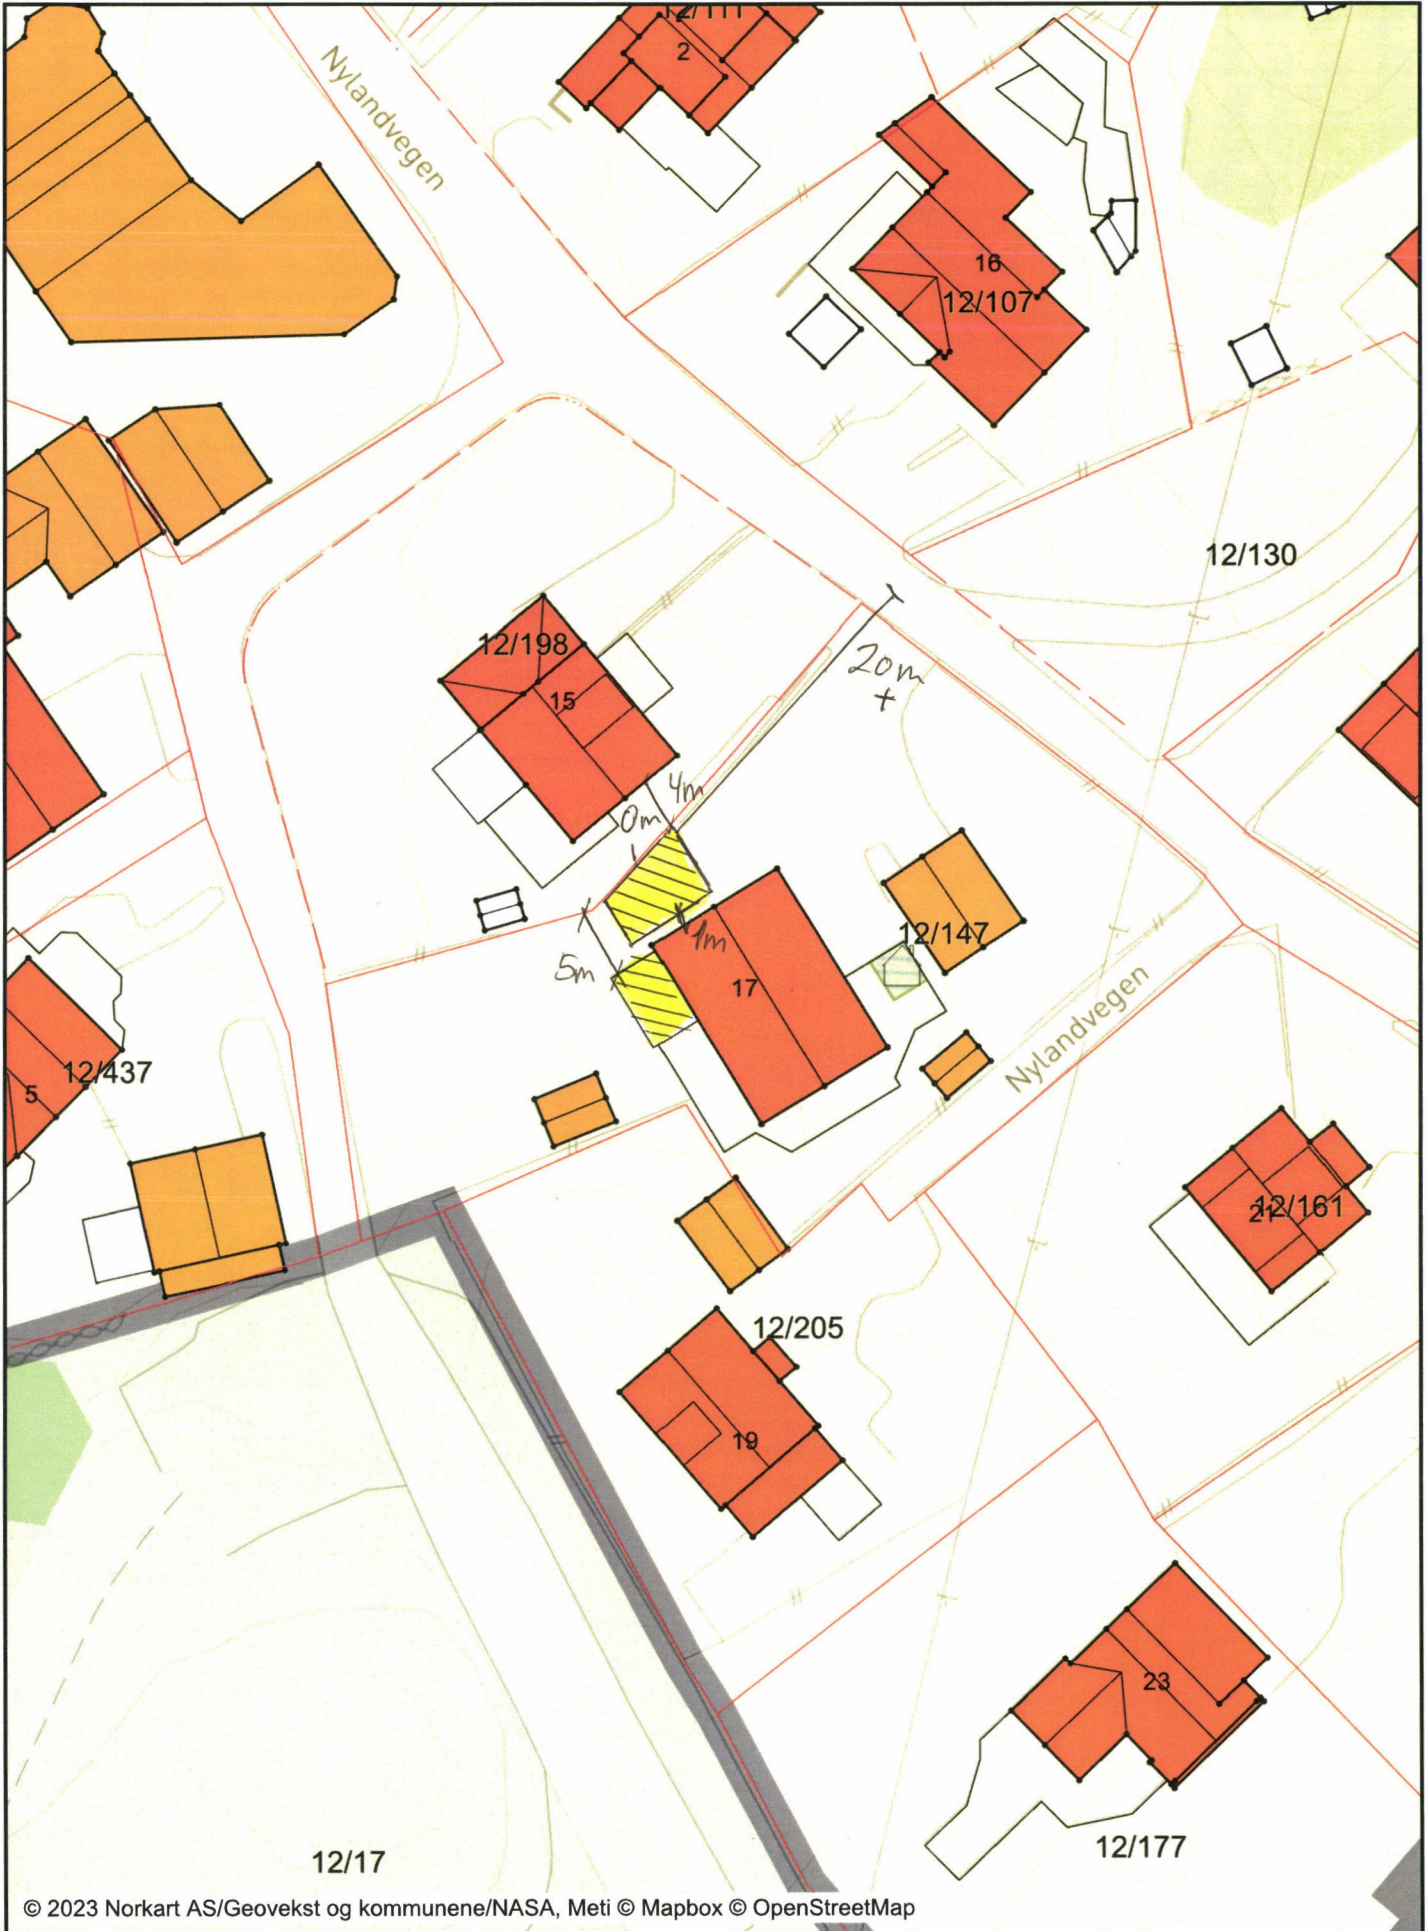 12/111
2
Nylandvegen
16
12/107
12/130
12/198
15
20m
+
4m
0m
1m
12/147
5m
17
Nylandvegen
12/437
5
21
12/161
12/205
19
23
12/17
12/177
© 2023 Norkart AS/Geovekst og kommunene/NASA, Meti © Mapbox © OpenStreetMap